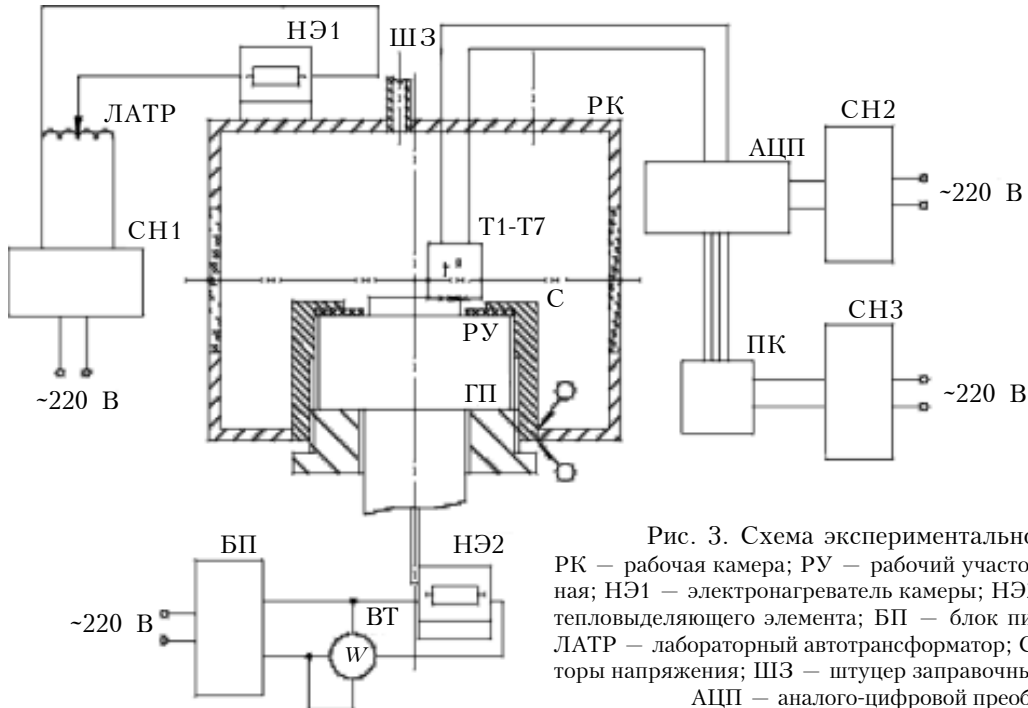 НЭ1
ШЗ
ЛАТР
РК
СН2
АЦП
~220 В
Т1-Т7
СН1
С
РУ
СН3
ПК
~220 В
ГП
~220 В
БП
НЭ2
ВТ
~220 В
W
Рис. 3. Схема экспериментально
РК — рабочая камера; РУ — рабочий участо
ная; НЭ1 — электронагреватель камеры; НЭ
тепловыделяющего элемента; БП — блок пи
ЛАТР — лабораторный автотрансформатор; С
торы напряжения; ШЗ — штуцер заправочны
АЦП — аналого-цифровой преоб